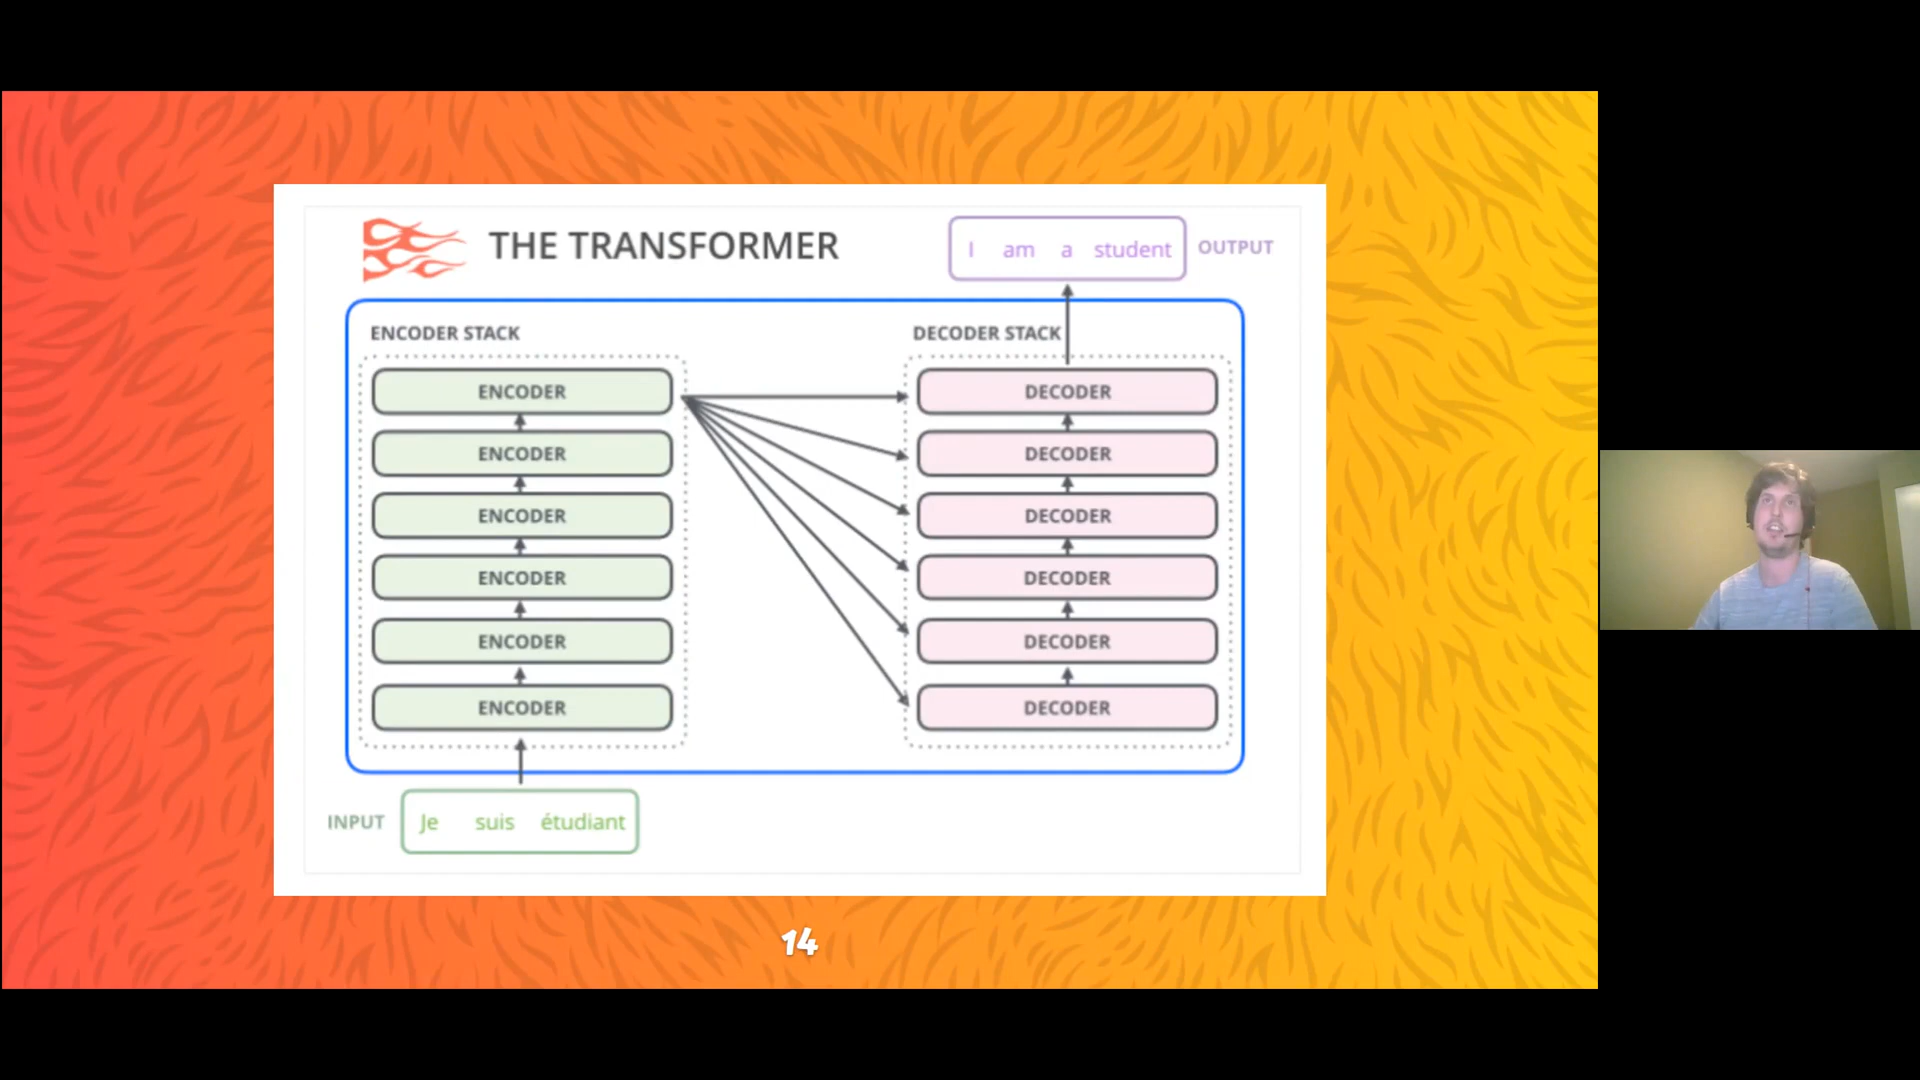 THE TRANSFORMER
I am a student
OUTPUT
ENCODER STACK
DECODER STACK
ENCODER
DECODER
ENCODER
DECODER
ENCODER
DECODER
ENCODER
DECODER
ENCODER
DECODER
ENCODER
DECODER
INPUT
Je suis étudiant
14